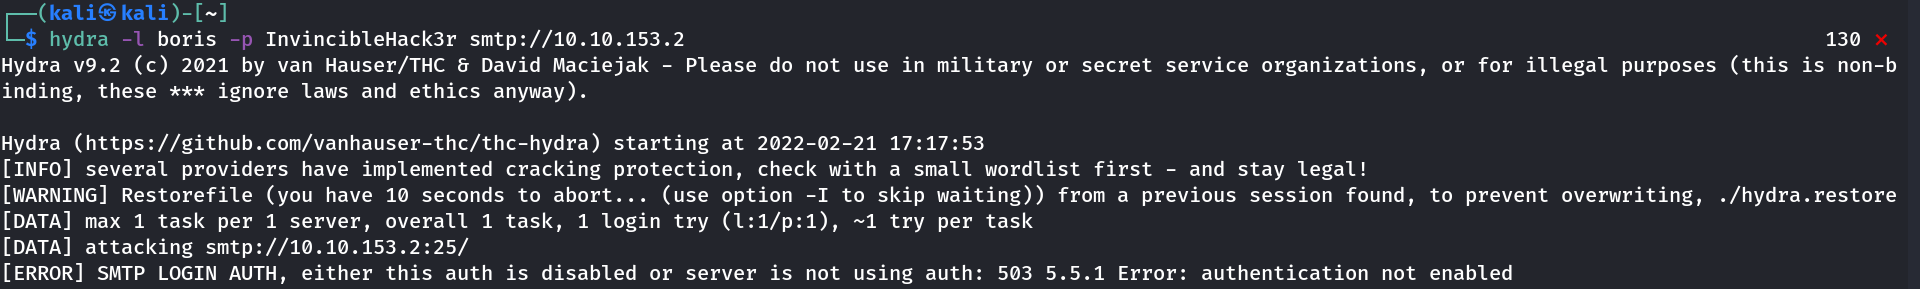 ┌──(kali㉿kali)-[~]
└─$ hydra -l boris -p InvincibleHack3r smtp://10.10.153.2 130 ⨯
Hydra v9.2 (c) 2021 by van Hauser/THC & David Maciejak - Please do not use in military or secret service organizations, or for illegal purposes (this is non-b
inding, these *** ignore laws and ethics anyway).
Hydra (https://github.com/vanhauser-thc/thc-hydra) starting at 2022-02-21 17:17:53
[INFO] several providers have implemented cracking protection, check with a small wordlist first - and stay legal!
[WARNING] Restorefile (you have 10 seconds to abort... (use option -I to skip waiting)) from a previous session found, to prevent overwriting, ./hydra.restore
[DATA] max 1 task per 1 server, overall 1 task, 1 login try (l:1/p:1), ~1 try per task
[DATA] attacking smtp://10.10.153.2:25/
[ERROR] SMTP LOGIN AUTH, either this auth is disabled or server is not using auth: 503 5.5.1 Error: authentication not enabled